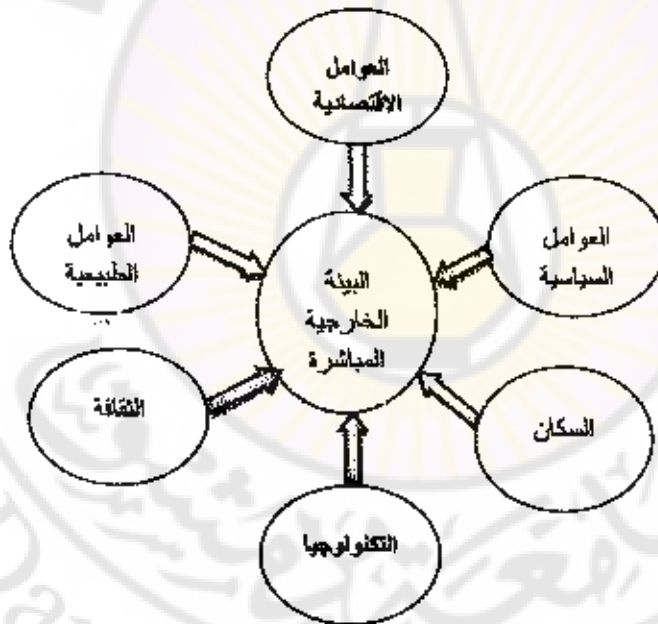 العوامل
الاقتصادية
العوامل
السياسية
العوامل
الطبيعية
البيئة
الخارجية
المباشرة
السكان
الثقافة
التكنولوجيا